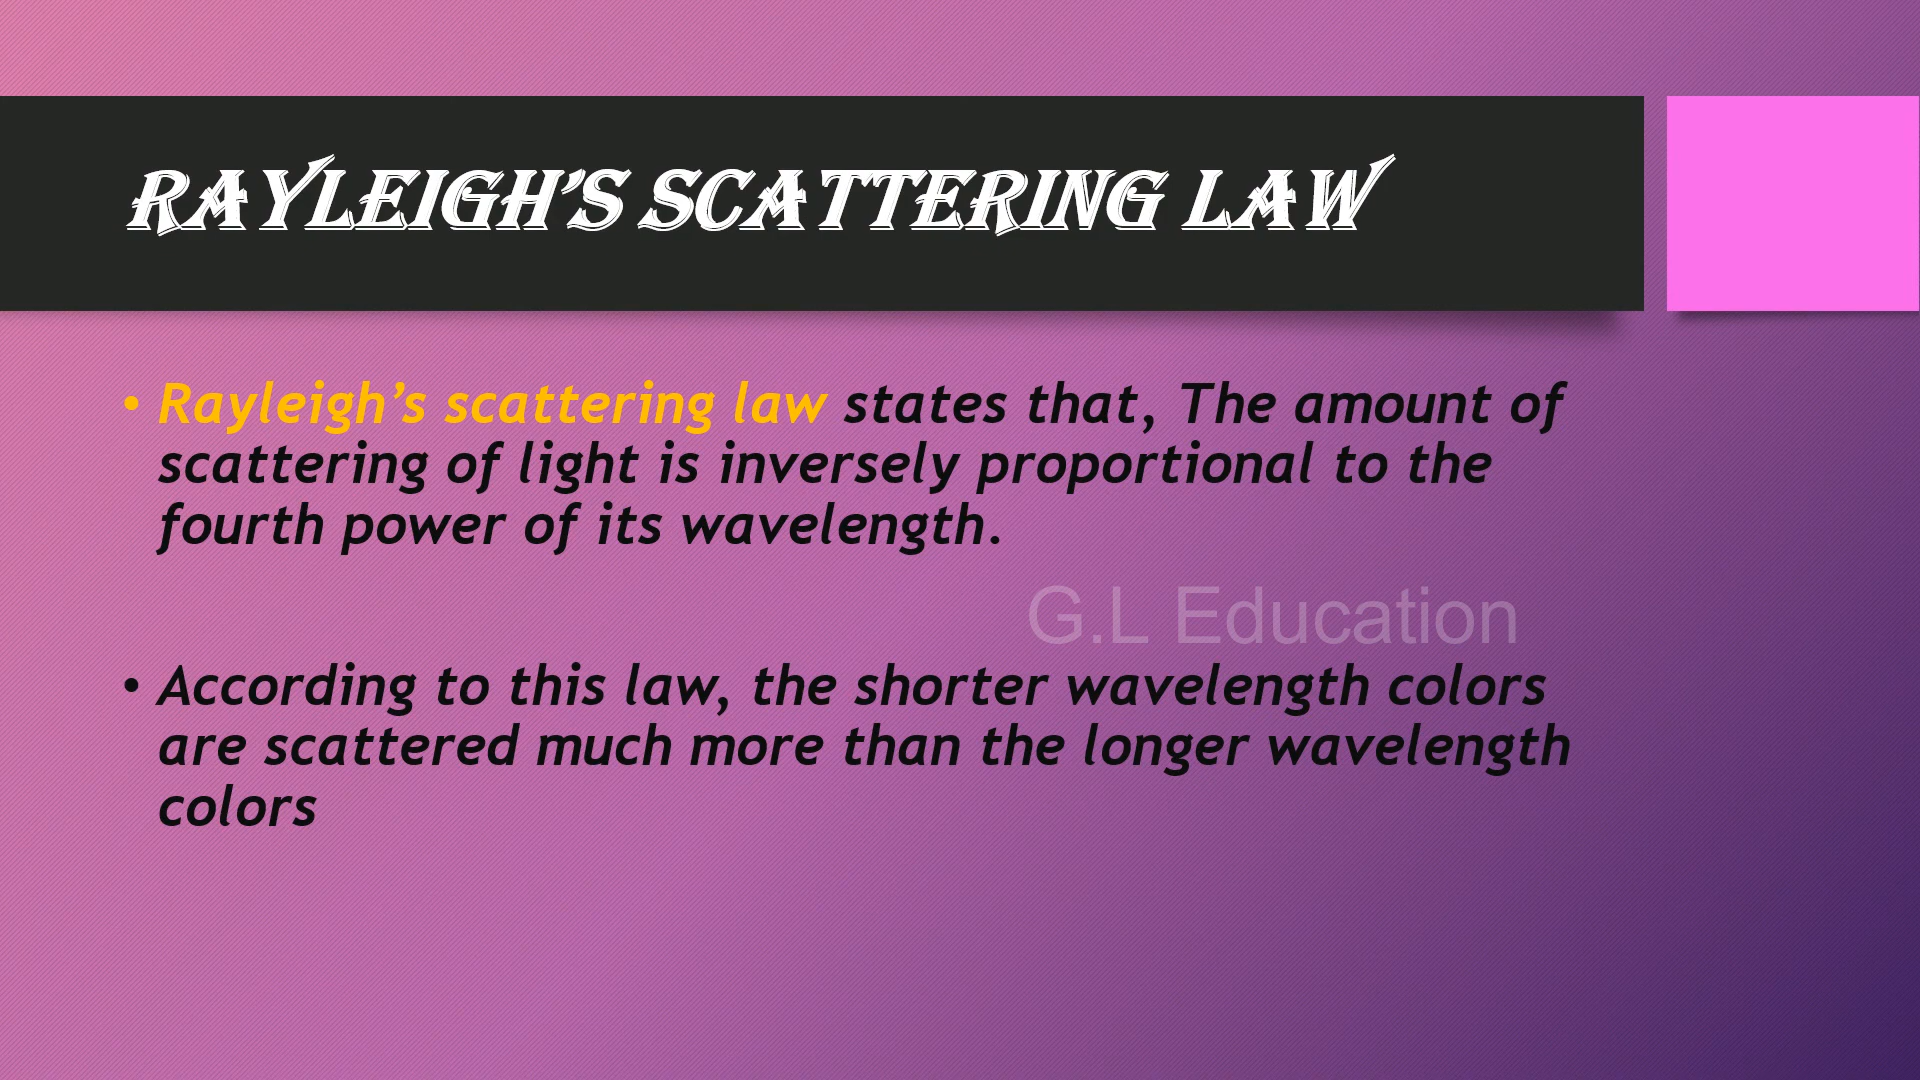 RAYLEIGH’S SCATTERING LAW
• Rayleigh’s scattering law states that, The amount of
scattering of light is inversely proportional to the
fourth power of its wavelength.
G.L Education
• According to this law, the shorter wavelength colors
are scattered much more than the longer wavelength
colors